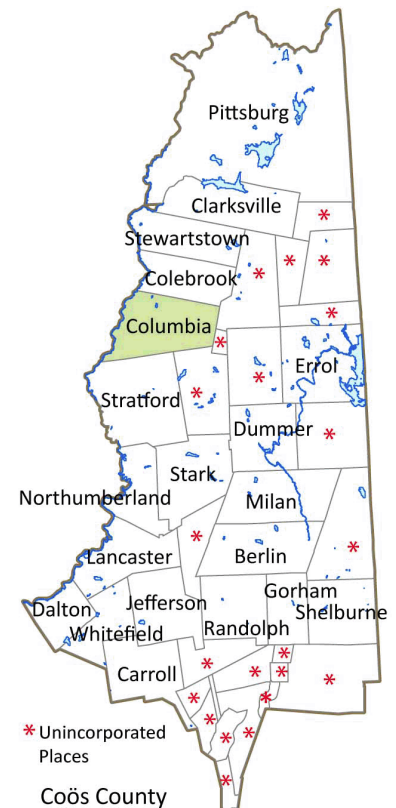 Pittsburg
Clarksville
*
Stewartstown
* *
*
Colebrook
*
Columbia
*
Errol
*
*
Stratford
Dummer *
Stark
Northumberland
Milan
*
*
Lancaster
Berlin
Gorham
Jefferson
Dalton
Shelburne
Whitefield
Randolph
*
*
Carroll
* *
*
*
*
*
* Unincorporated
*
*
Places
*
Coös County